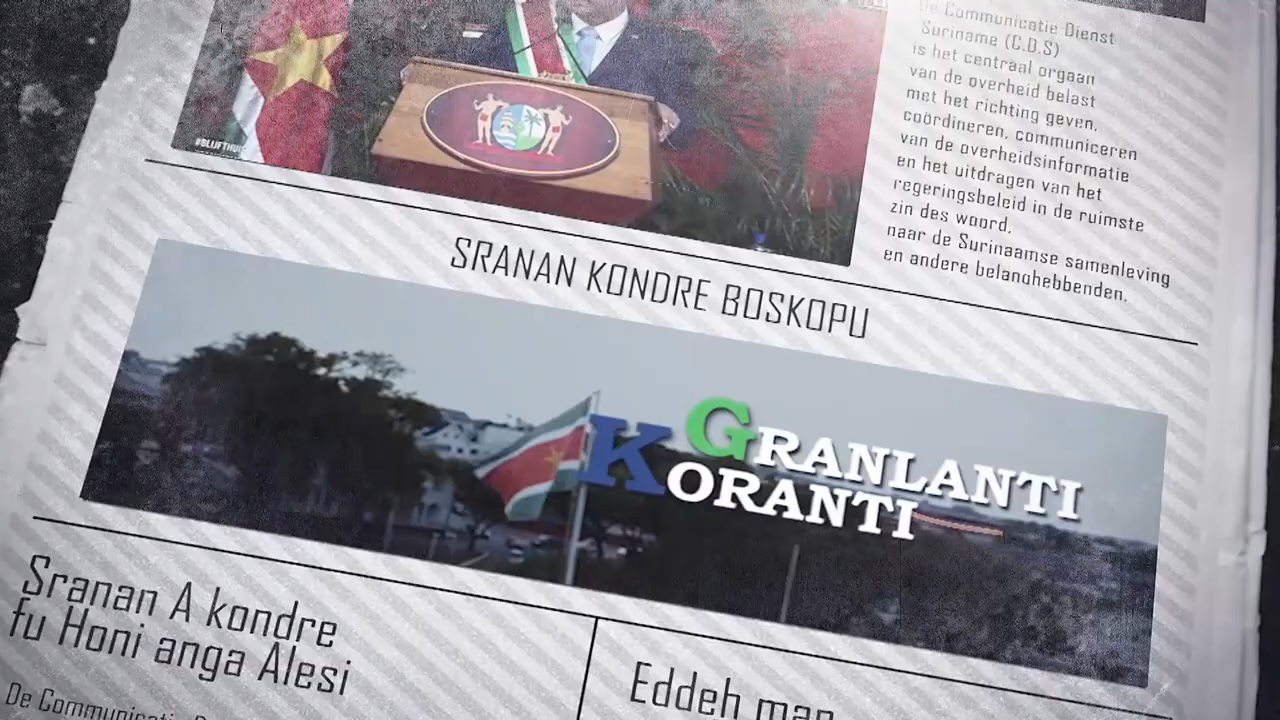 De Communicatie Dienst
Suriname (C.D.S)
is het centraal orgaan
van de overheid belast
met het richting geven,
coördineren, communiceren
van de overheidsinformatie
en het uitdragen van het
regeringsbeleid in de ruimste
zin des woord.
naar de Surinaamse samenleving
en andere belanghebbenden.
SRANAN KONDRE BOSKOPU
GRANLANTI
KORANTI
Sranan A kondre
fu Honi anga Alesi
Eddeh man
De Communicatie